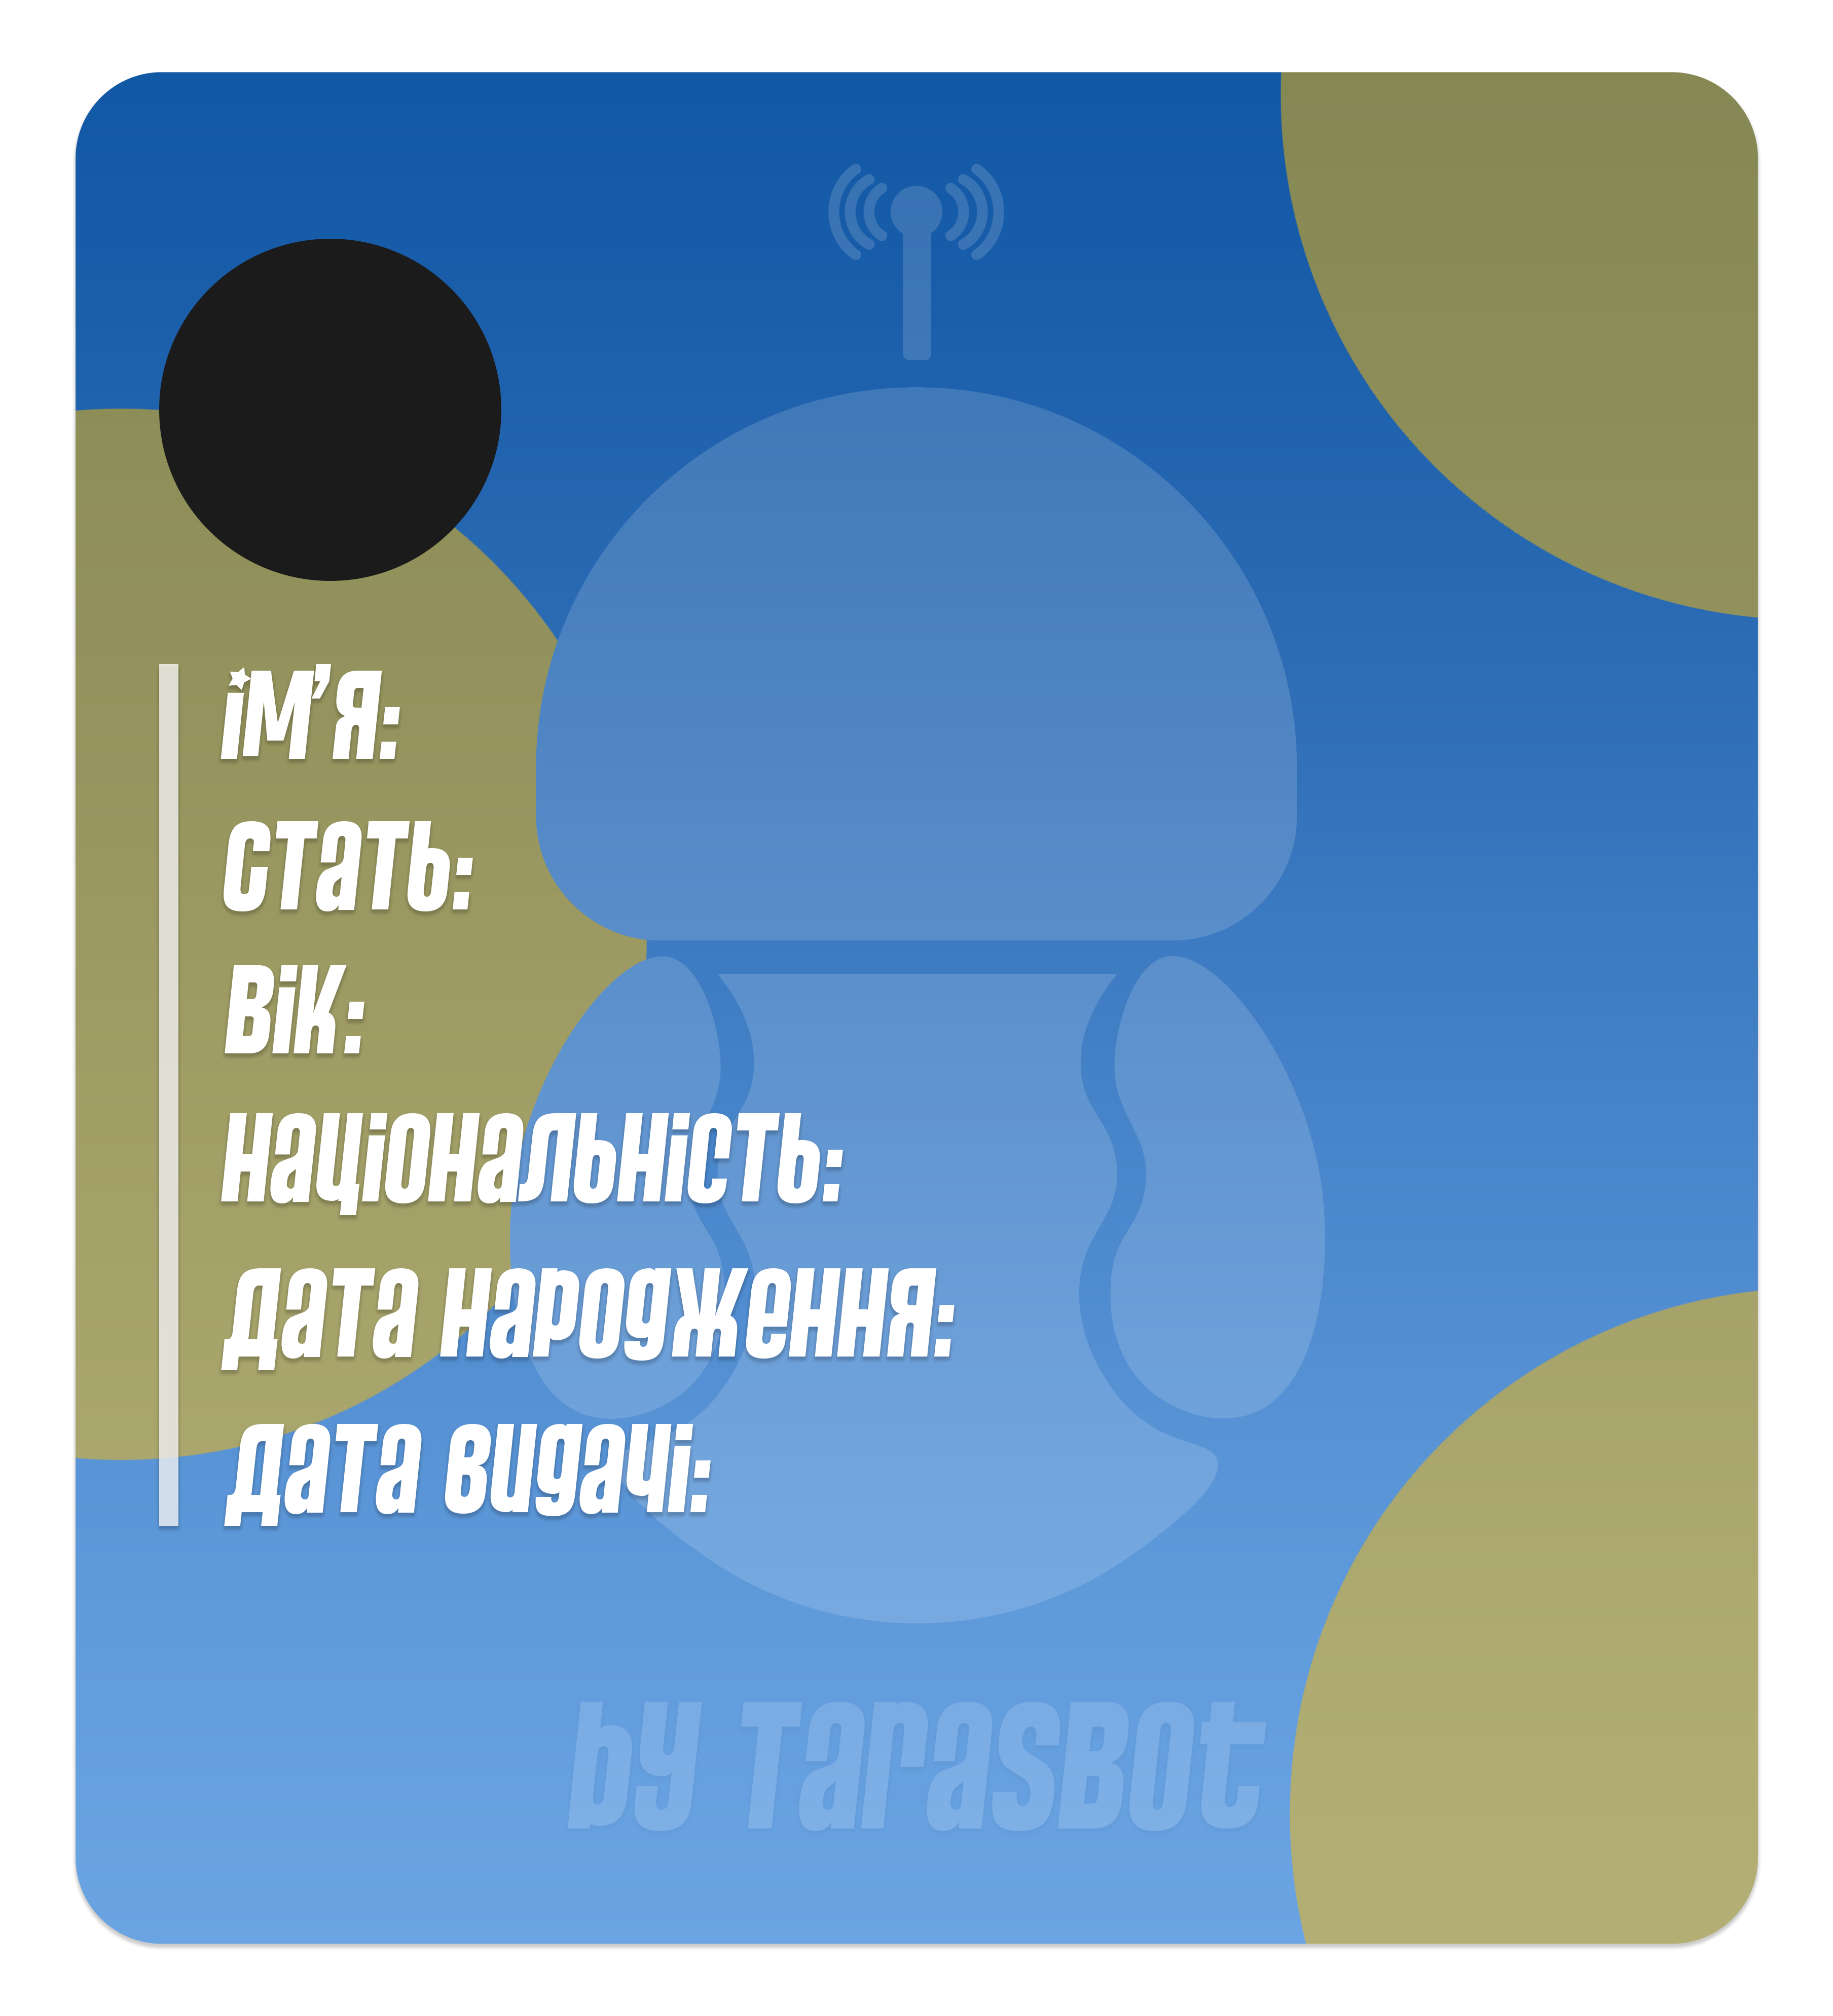 ім'я:
стать:
вік:
національність:
дата народження:
дата видачі:
by TarasBot